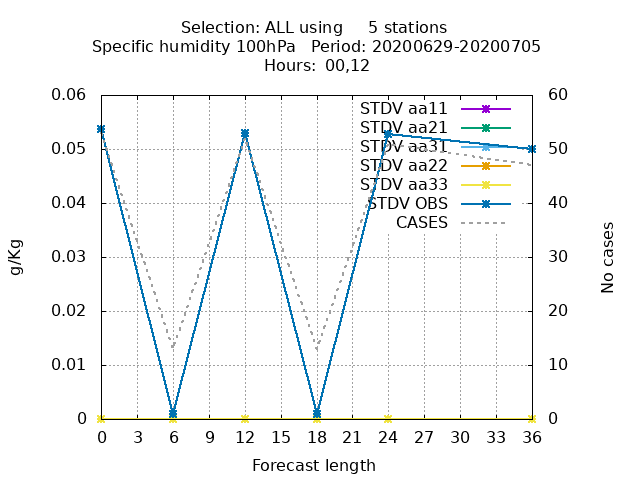 Selection: ALL using      5 stations
Specific humidity 100hPa   Period: 20200629-20200705
Hours: 00,12
0.06
0.05
0.04
0.03
0.02
0.01
0
g/Kg
STDV aa11
STDV aa21
STDV aa31
STDV aa22
STDV aa33
STDV OBS
CASES
60
50
40
30
20
10
0
No cases
0 3 6 9 12 15 18 21 24 27 30 33 36
Forecast length